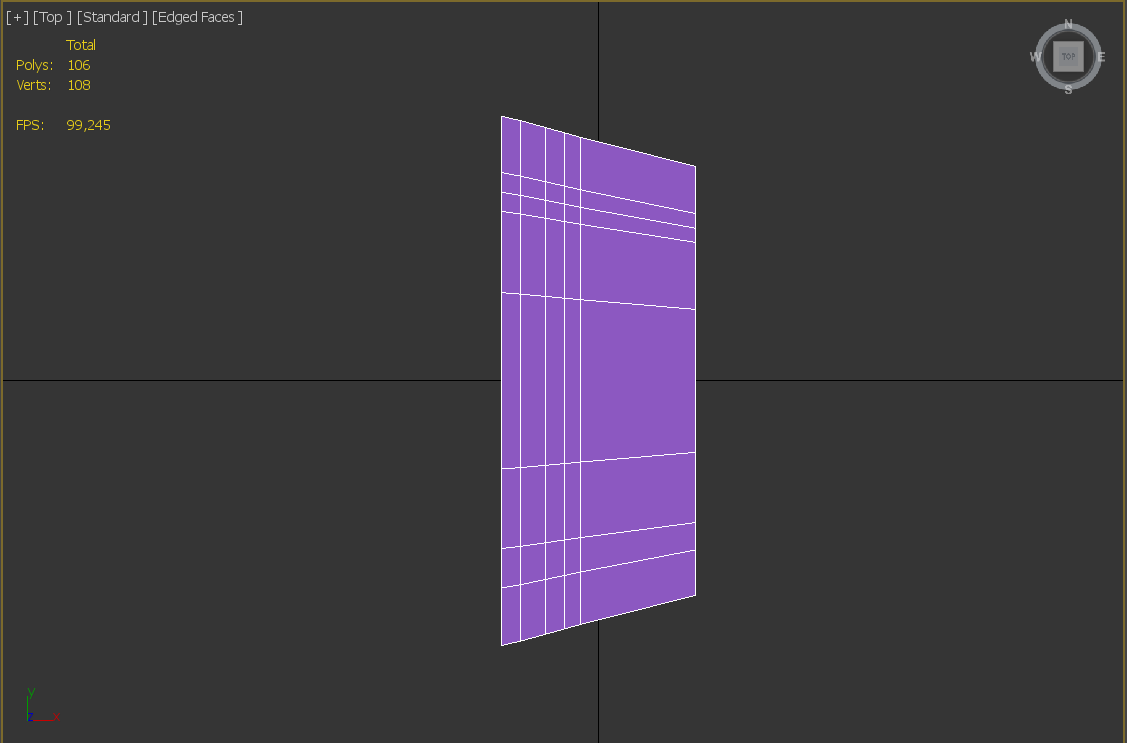 [+] [Top ] [Standard ] [Edged Faces ]
Total
Polys: 106
Verts: 108
FPS: 99,245
N
W TOP E
S
y
z x